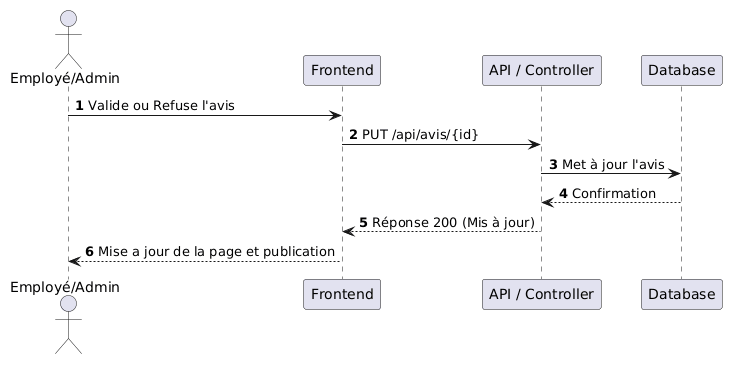 Employé/Admin
Frontend
API / Controller
Database
1 Valide ou Refuse l'avis
2 PUT /api/avis/{id}
3 Met à jour l'avis
4 Confirmation
5 Réponse 200 (Mis à jour)
6 Mise a jour de la page et publication
Employé/Admin
Frontend
API / Controller
Database